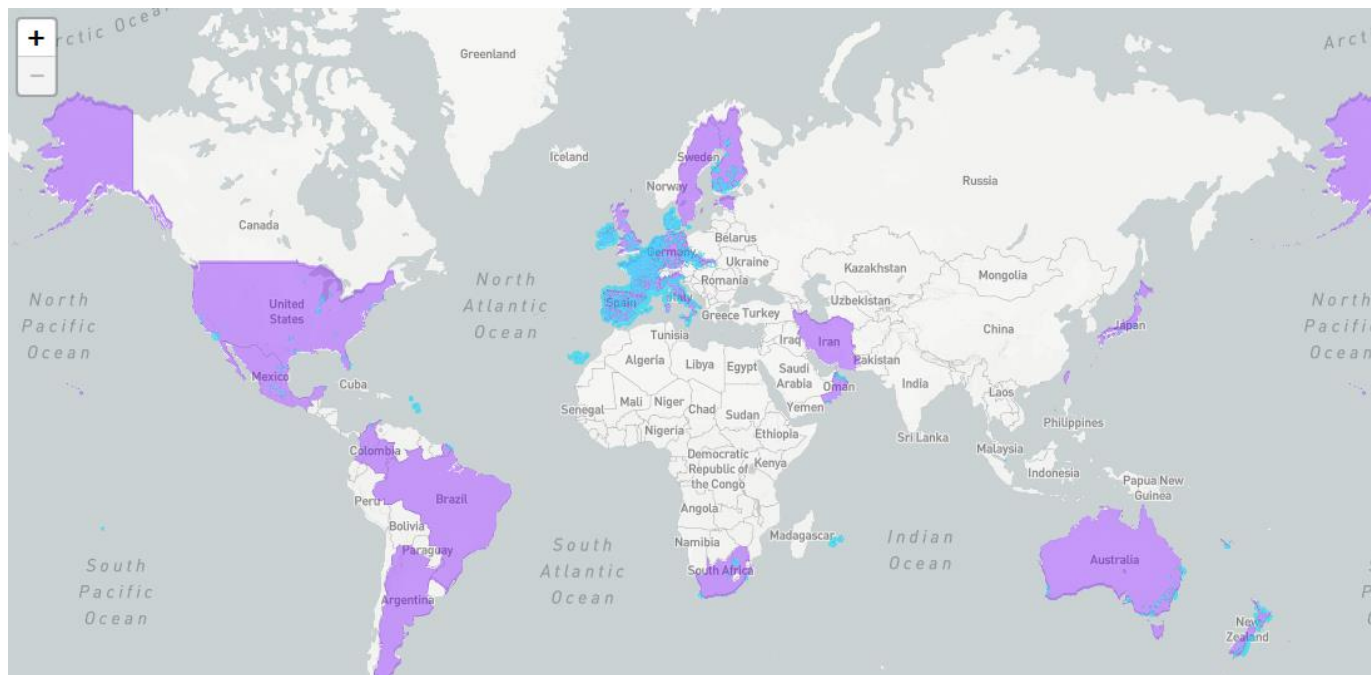 +
−
rctic Ocea
Greenland
Arct
Iceland
Sweden
Norway
Russia
Canada
Belarus
Germany
Ukraine
Kazakhstan
Mongolia
Romania
North
Pacific
Ocean
United
States
North
Atlantic
Ocean
Spain
Italy
Uzbekistan
Greece
Turkey
China
Japan
North
Pacific
Ocean
Tunisia
Iraq
Iran
Mexico
Cuba
Algeria
Libya
Egypt
Saudi
Arabia
Pakistan
Oman
India
Laos
Mali
Niger
Chad
Sudan
Yemen
Senegal
Nigeria
Ethiopia
Sri Lanka
Philippines
Colombia
Malaysia
Democratic
Republic of
the Congo
Kenya
Indonesia
Papua New
Guinea
Peru
Brazil
Angola
Bolivia
Namibia
Madagascar
Indian
Ocean
South
Pacific
Ocean
Paraguay
South
Atlantic
Ocean
South Africa
Australia
Argentina
New
Zealand